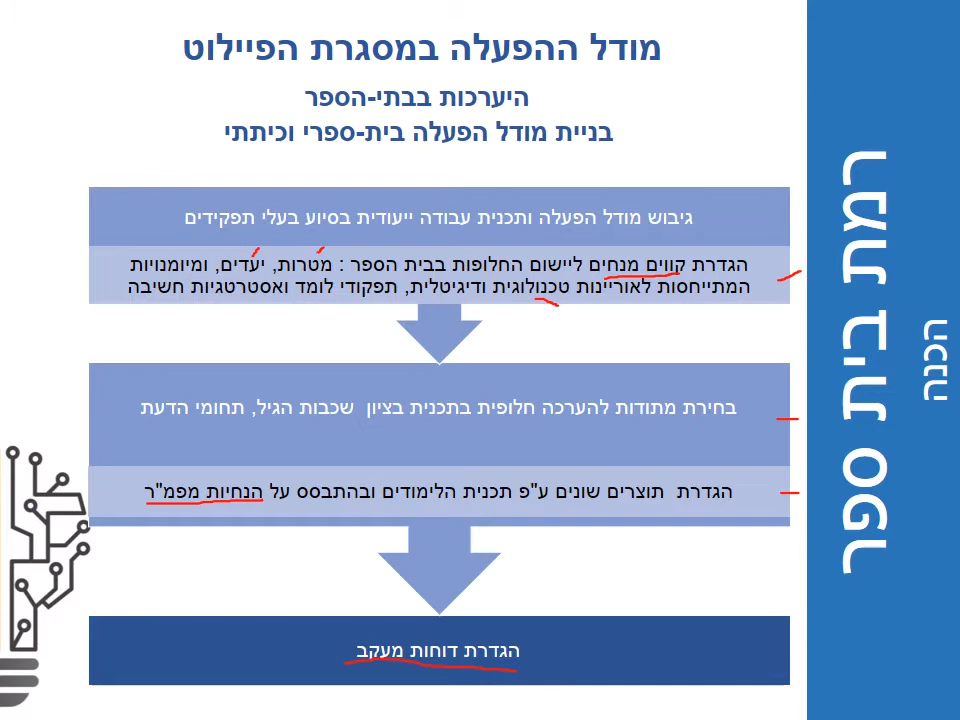 מודל ההפעלה במסגרת הפיילוט
היערכות בבתי-הספר
בניית מודל הפעלה בית-ספרי וכיתתי
גיבוש מודל הפעלה ותכנית עבודה ייעודית בסיוע בעלי תפקידים
הגדרת קווים מנחים ליישום החלופות בבית הספר : מטרות, יעדים, ומיומנויות
המתייחסות לאוריינות טכנולוגית ודיגיטלית, תפקודי לומד ואסטרטגיות חשיבה
בחירת מתודות להערכה חלופית בתכנית בציון שכבות הגיל, תחומי הדעת
הגדרת תוצרים שונים ע"פ תכנית הלימודים ובהתבסס על הנחיות מפמ"ר
הגדרת דוחות מעקב
רמת בית ספר
הכנה